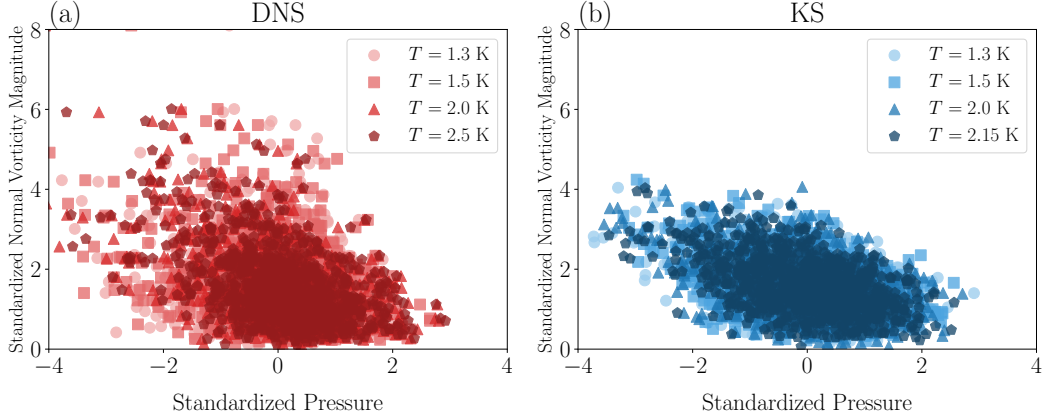 (a) DNS
Standardized Normal Vorticity Magnitude
8
6
4
2
0
−4 −2 0 2 4
Standardized Pressure
T = 1.3 K
T = 1.5 K
T = 2.0 K
T = 2.5 K
(b) KS
Standardized Normal Vorticity Magnitude
8
6
4
2
0
−4 −2 0 2 4
Standardized Pressure
T = 1.3 K
T = 1.5 K
T = 2.0 K
T = 2.15 K